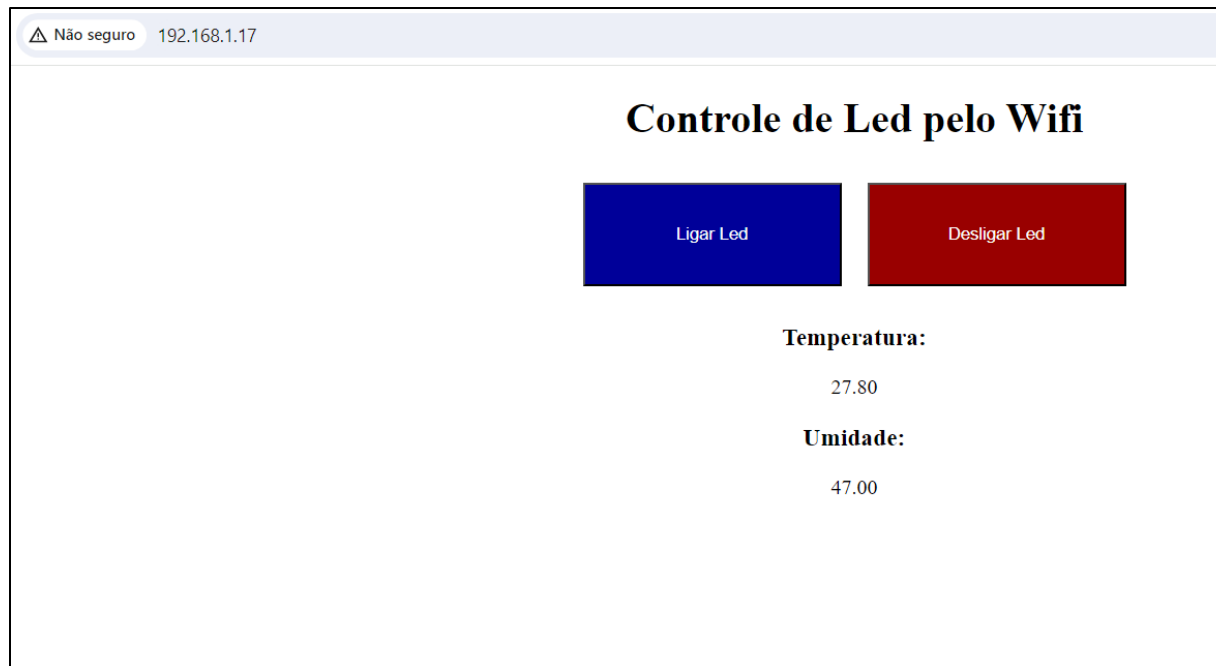 Não seguro 192.168.1.17
Controle de Led pelo Wifi
Ligar Led Desligar Led
Temperatura:
27.80
Umidade:
47.00